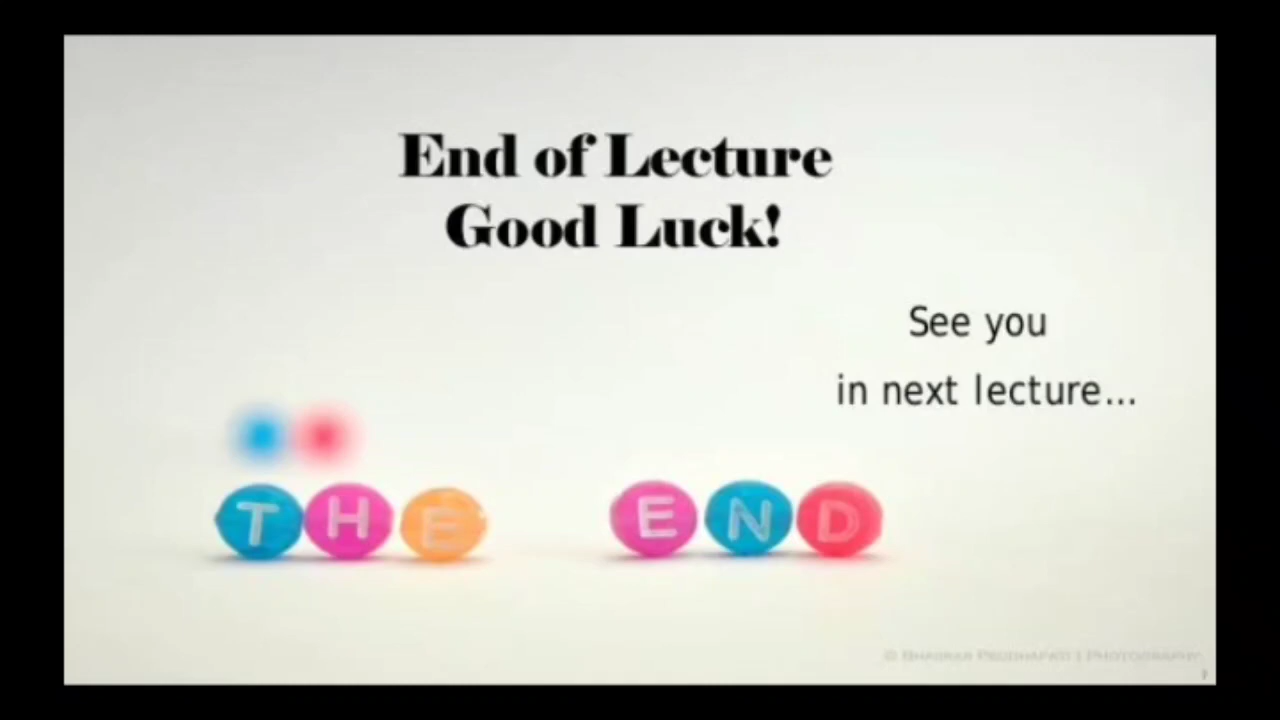 End of Lecture
Good Luck!
See you
in next lecture...
THE END